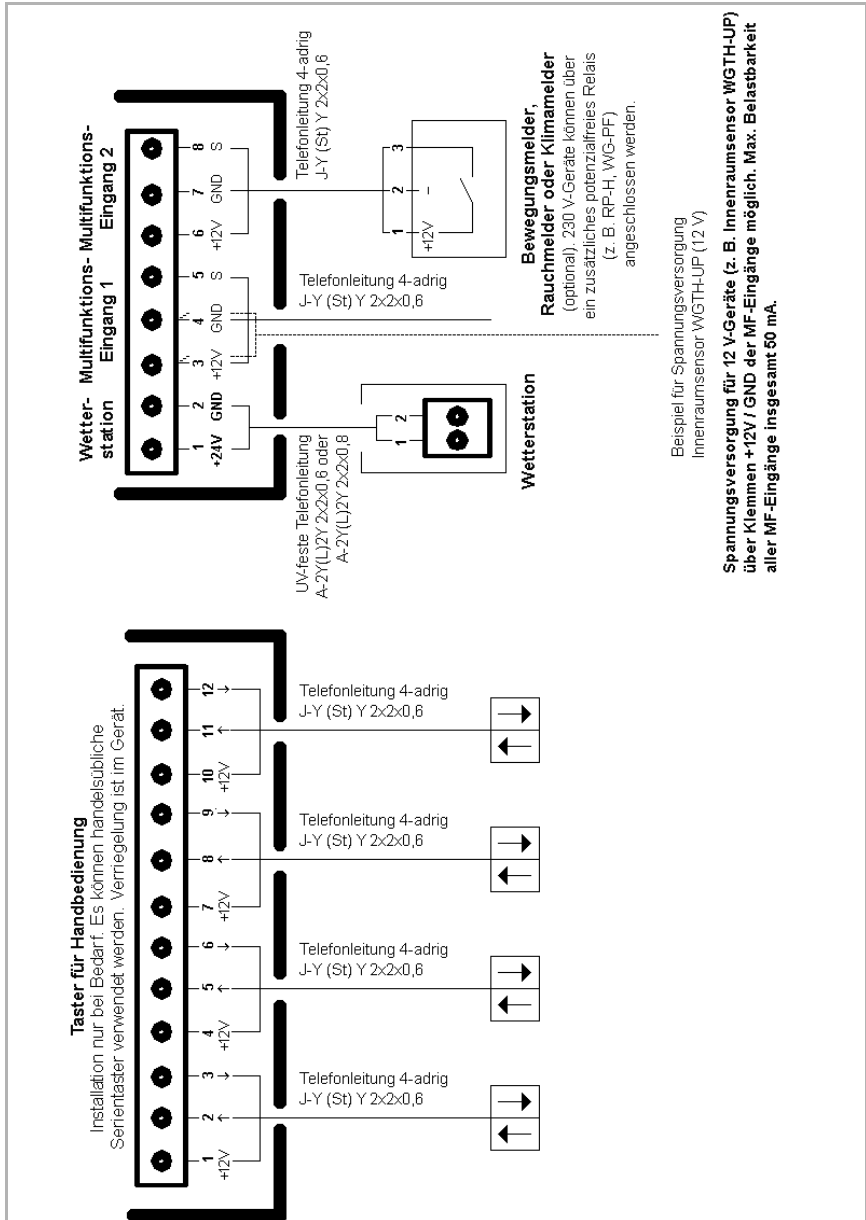 Taster für Handbedienung
Installation nur bei Bedarf. Es können handelsübliche
Serientaster verwendet werden. Verriegelung ist im Gerät.
1 2 3 4 5 6 7 8 9 10 11 12
+12V ← → +12V ← → +12V ← → +12V ← →
Telefonleitung 4-adrig
J-Y (St) Y 2x2x0,6
Telefonleitung 4-adrig
J-Y (St) Y 2x2x0,6
Telefonleitung 4-adrig
J-Y (St) Y 2x2x0,6
Telefonleitung 4-adrig
J-Y (St) Y 2x2x0,6
Wetter-
station
Multifunktions-
Eingang 1
Multifunktions-
Eingang 2
1 2 3 4 5 6 7 8
+24V GND +12V GND S +12V GND S
UV-feste Telefonleitung
A-2Y(L)2Y 2x2x0,6 oder
A-2Y(L)2Y 2x2x0,8
1 2
Wetterstation
Telefonleitung 4-adrig
J-Y (St) Y 2x2x0,6
Telefonleitung 4-adrig
J-Y (St) Y 2x2x0,6
1 2 3
+12V –
Bewegungsmelder,
Rauchmelder oder Klimamelder
(optional). 230 V-Geräte können über
ein zusätzliches potenzialfreies Relais
(z. B. RP-H, WG-PF)
angeschlossen werden.
Beispiel für Spannungsversorgung
Innenraumsensor WGTH-UP (12 V)
Spannungsversorgung für 12 V-Geräte (z. B. Innenraumsensor WGTH-UP)
über Klemmen +12V / GND der MF-Eingänge möglich. Max. Belastbarkeit
aller MF-Eingänge insgesamt 50 mA.